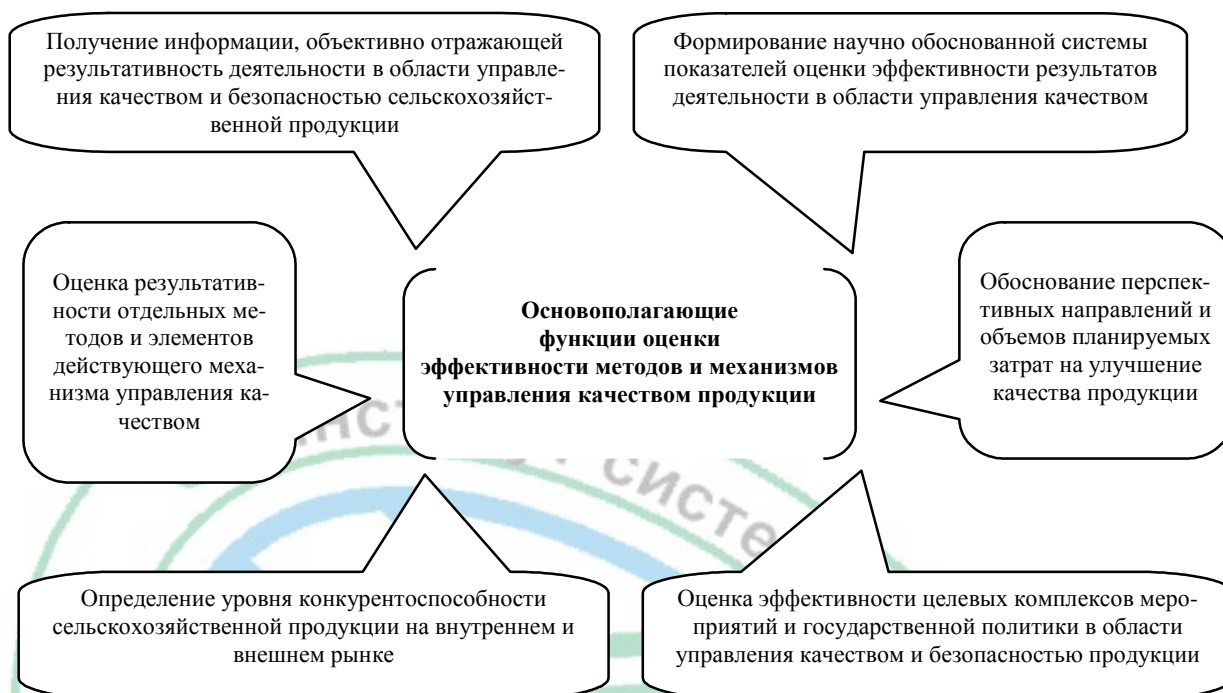 Получение информации, объективно отражающей
результативность деятельности в области управле-
ния качеством и безопасностью сельскохозяйст-
венной продукции
Формирование научно обоснованной системы
показателей оценки эффективности результатов
деятельности в области управления качеством
Оценка результатив-
ности отдельных ме-
тодов и элементов
действующего меха-
низма управления ка-
чеством
Основополагающие
функции оценки
эффективности методов и механизмов
управления качеством продукции
Обоснование перспек-
тивных направлений и
объемов планируемых
затрат на улучшение
качества продукции
Определение уровня конкурентоспособности
сельскохозяйственной продукции на внутреннем и
внешнем рынке
Оценка эффективности целевых комплексов меро-
приятий и государственной политики в области
управления качеством и безопасностью продукции